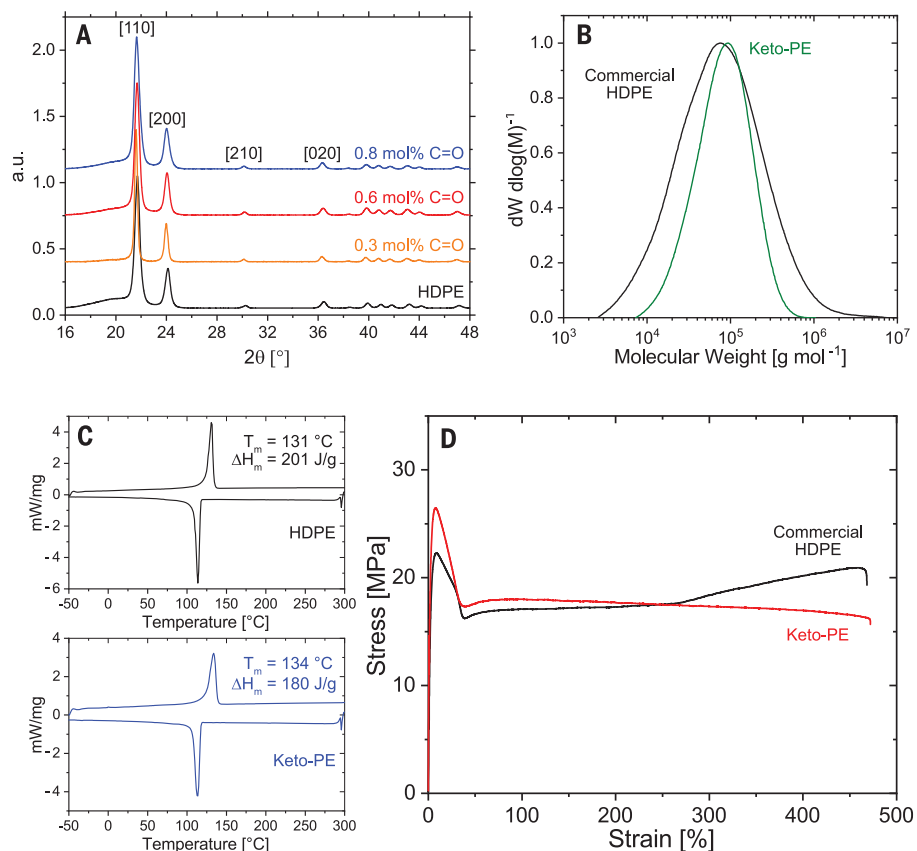 A
[110]
[200]
[210]
[020]
0.8 mol% C=O
0.6 mol% C=O
0.3 mol% C=O
HDPE
a.u.
2.0
1.5
1.0
0.5
0.0
16 20 24 28 32 36 40 44 48
2θ [°]
B
Keto-PE
Commercial
HDPE
dW dlog(M)⁻¹
1.0
0.8
0.6
0.4
0.2
0.0
10³ 10⁴ 10⁵ 10⁶ 10⁷
Molecular Weight [g mol⁻¹]
C
Tm = 131 °C
ΔHm = 201 J/g
HDPE
mW/mg
4
2
0
-2
-4
-6
-50 0 50 100 150 200 250 300
Temperature [°C]
Tm = 134 °C
ΔHm = 180 J/g
Keto-PE
mW/mg
4
2
0
-2
-4
-50 0 50 100 150 200 250 300
Temperature [°C]
D
Commercial
HDPE
Keto-PE
Stress [MPa]
30
20
10
0
0 100 200 300 400 500
Strain [%]